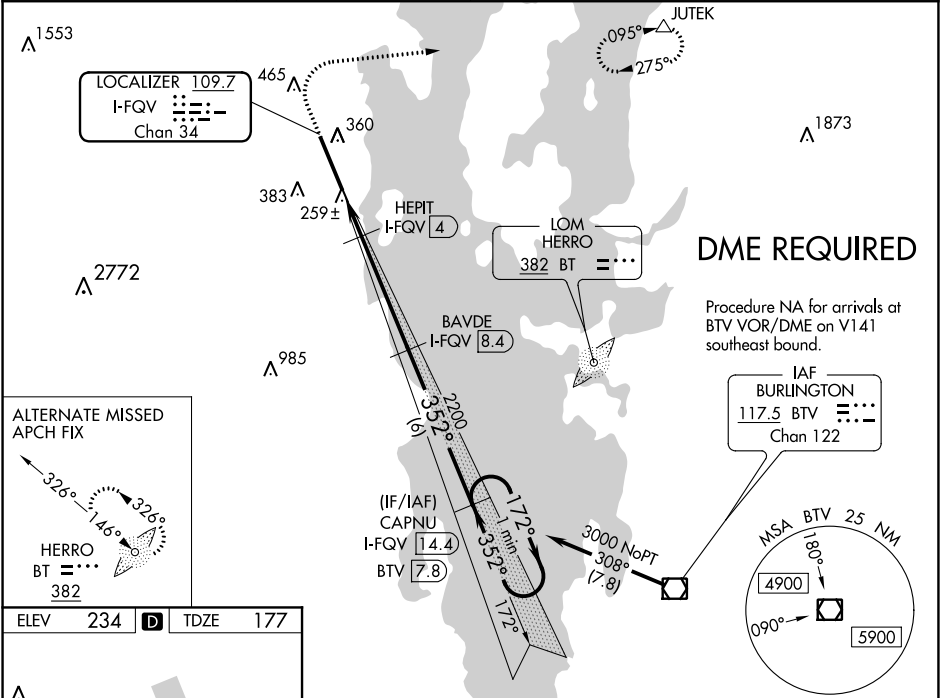 1553
JUTEK
095°
275°
LOCALIZER 109.7
I-FQV
Chan 34
465
360
1873
383
259±
HEPIT
I-FQV 4
LOM
HERRO
382 BT
DME REQUIRED
2772
BAVDE
I-FQV 8.4
Procedure NA for arrivals at
BTV VOR/DME on V141
southeast bound.
985
IAF
BURLINGTON
117.5 BTV
Chan 122
2200
352°
(6)
ALTERNATE MISSED
APCH FIX
326°
146°
326°
HERRO
BT
382
(IF/IAF)
CAPNU
I-FQV 14.4
BTV 7.8
172°
1 min
352°
172°
3000 NoPT
308°
(7.8)
MSA BTV 25 NM
180°
4900
090°
5900
ELEV 234 D TDZE 177